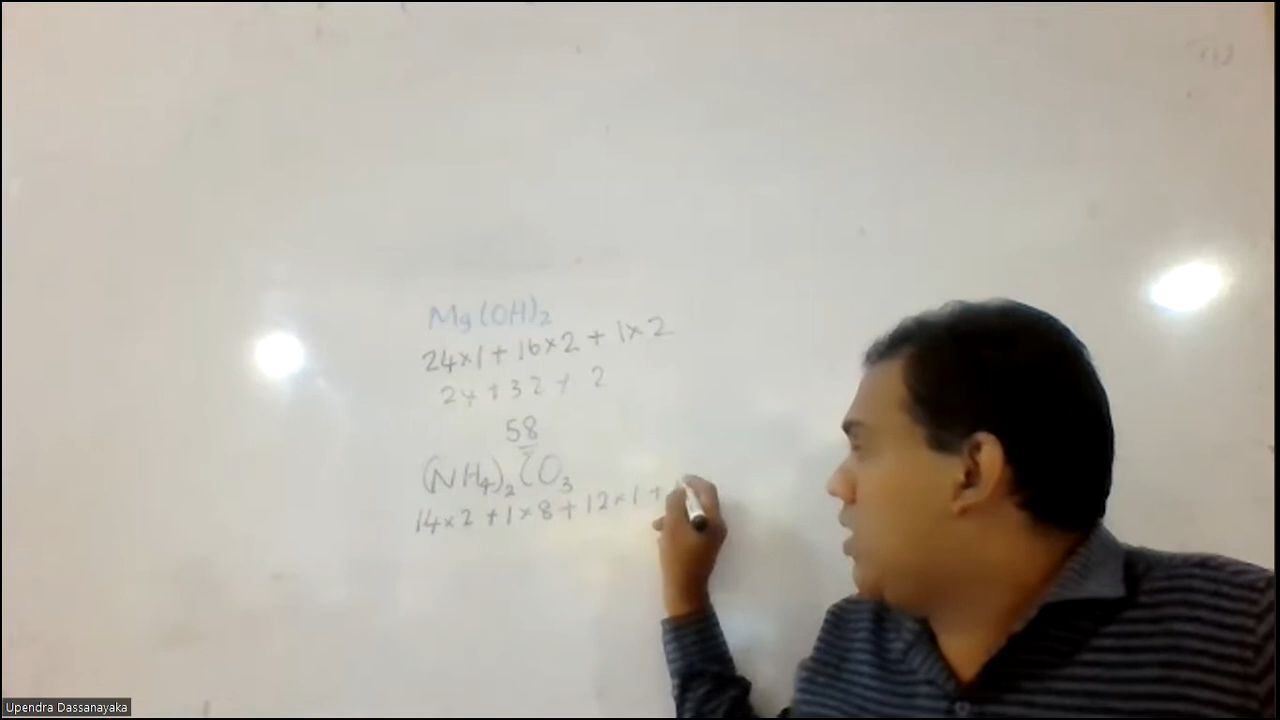 Mg(OH)₂
24×1 + 16×2 + 1×2
24 + 32 + 2
58
(NH₄)₂CO₃
14×2 + 1×8 + 12×1 +
Upendra Dassanayaka